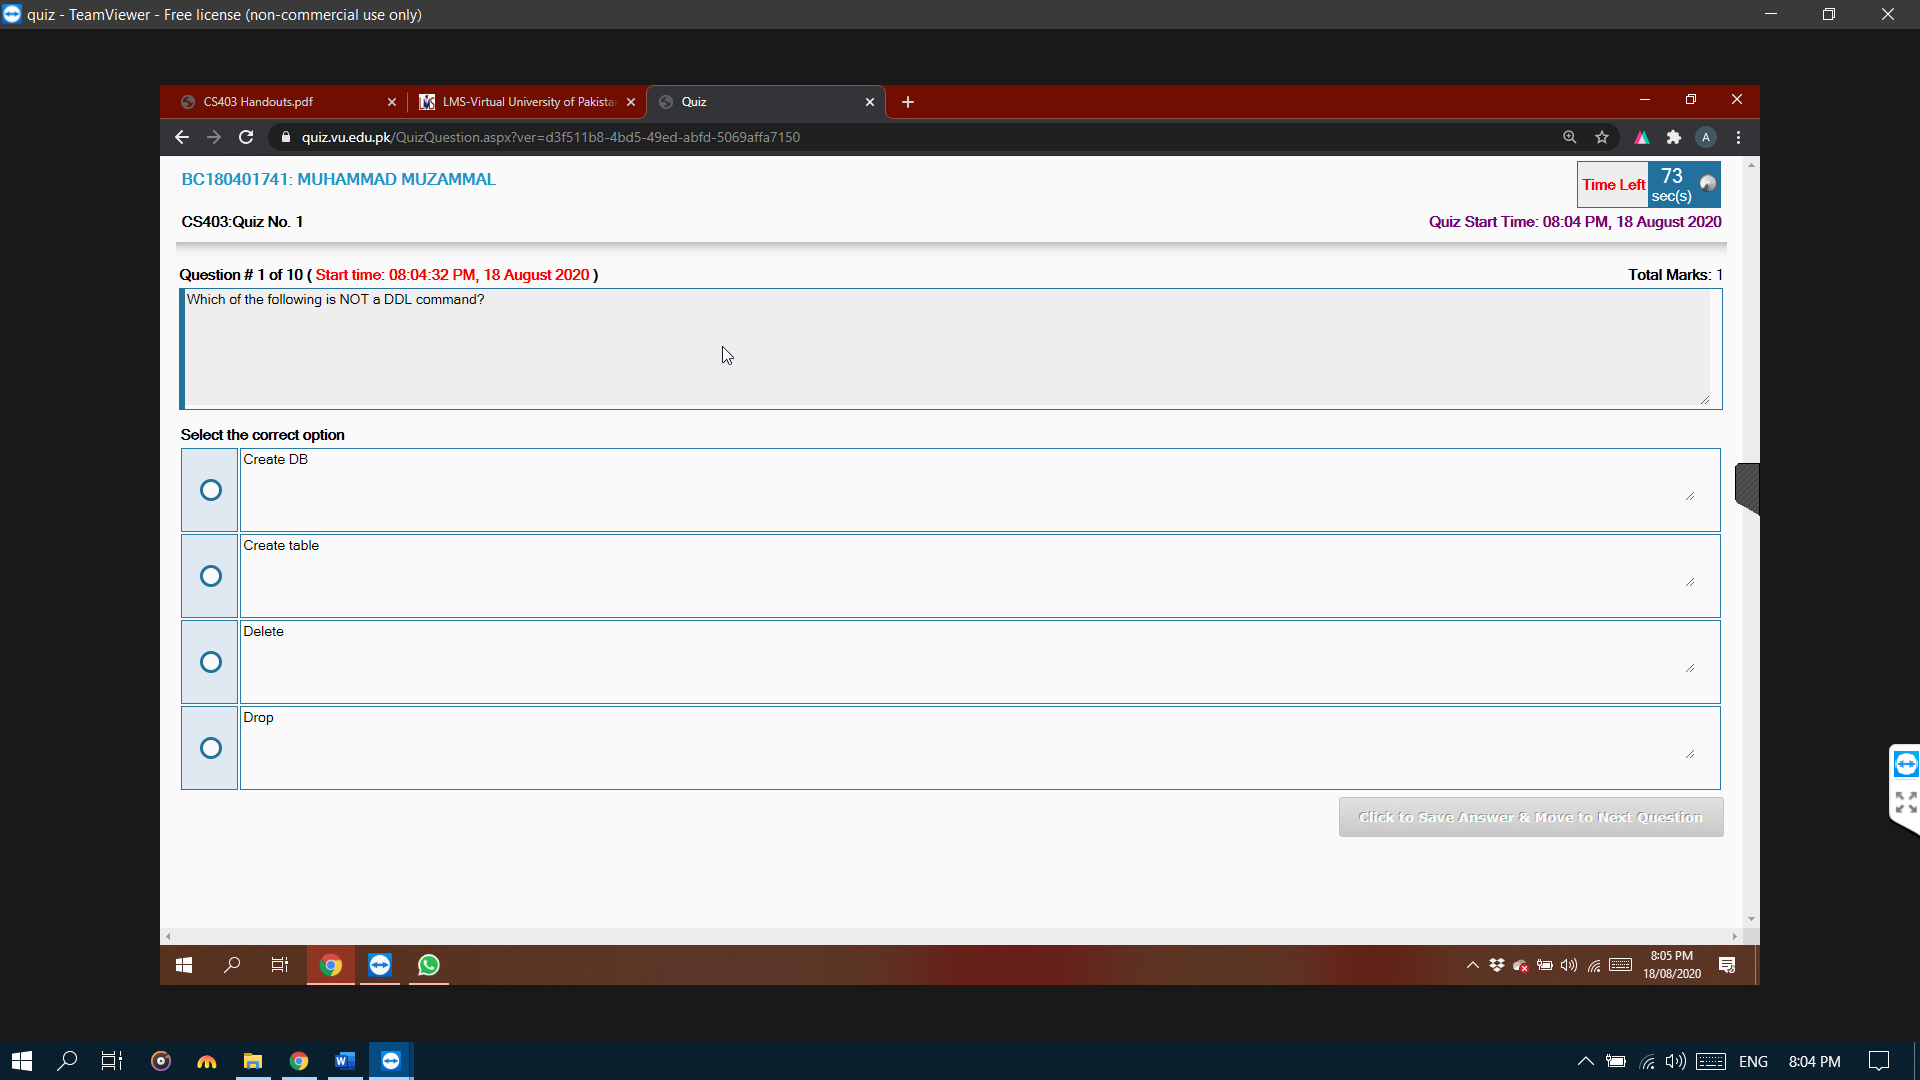 quiz - TeamViewer - Free license (non-commercial use only)
CS403 Handouts.pdf
LMS-Virtual University of Pakista
Quiz
quiz.vu.edu.pk/QuizQuestion.aspx?ver=d3f511b8-4bd5-49ed-abfd-5069affa7150
A
BC180401741: MUHAMMAD MUZAMMAL
Time Left 73 sec(s)
CS403:Quiz No. 1
Quiz Start Time: 08:04 PM, 18 August 2020
Question # 1 of 10 ( Start time: 08:04:32 PM, 18 August 2020 )
Total Marks: 1
Which of the following is NOT a DDL command?
Select the correct option
Create DB
Create table
Delete
Drop
Click to Save Answer & Move to Next Question
8:05 PM
18/08/2020
ENG
8:04 PM